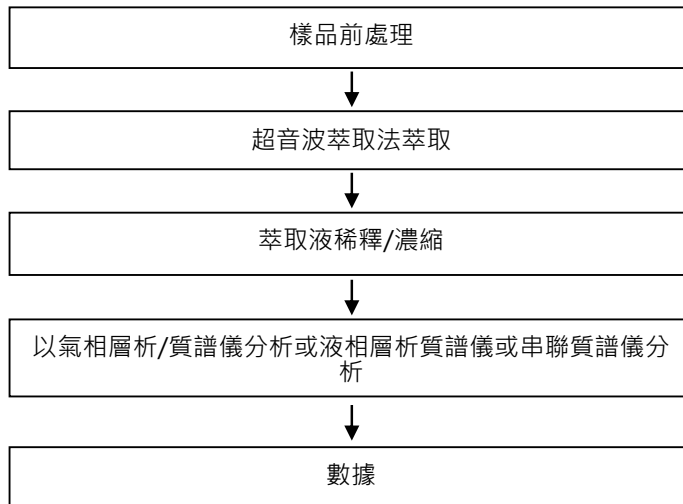 樣品前處理
超音波萃取法萃取
萃取液稀釋/濃縮
以氣相層析/質譜儀分析或液相層析質譜儀或串聯質譜儀分
析
數據